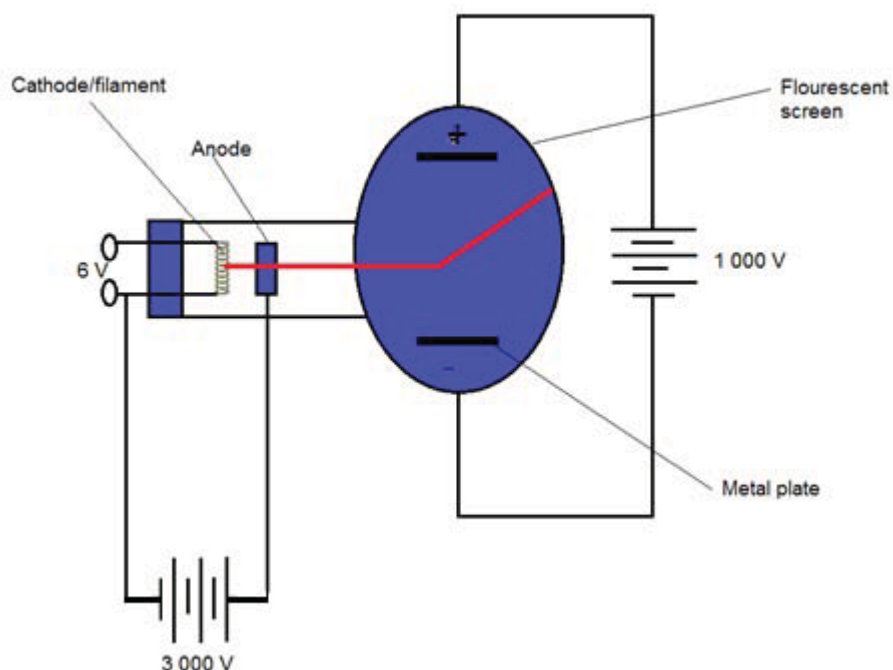 Cathode/filament
Anode
Flourescent
screen
+
6 V
1 000 V
-
Metal plate
3 000 V